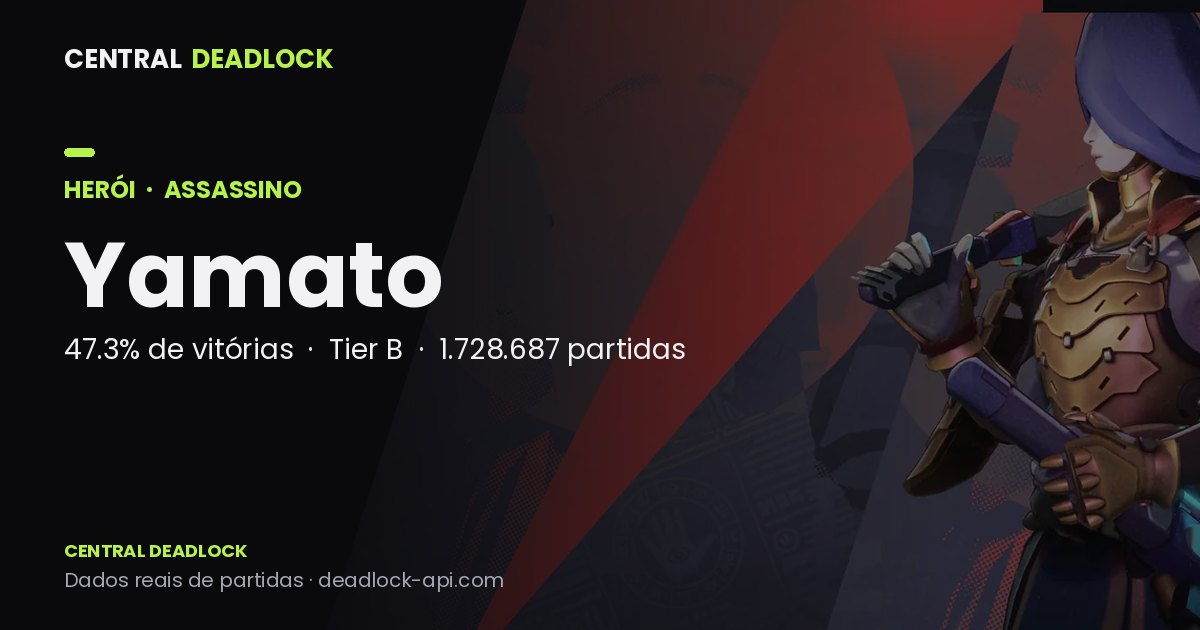 CENTRAL DEADLOCK
HERÓI · ASSASSINO
Yamato
47.3% de vitórias · Tier B · 1.728.687 partidas
CENTRAL DEADLOCK
Dados reais de partidas · deadlock-api.com